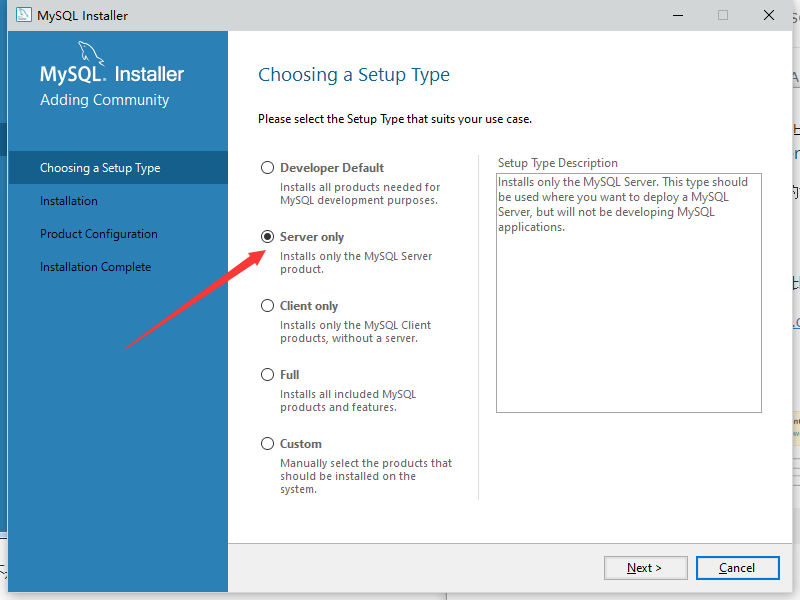 MySQL Installer
MySQL. Installer
Adding Community
Choosing a Setup Type
Installation
Product Configuration
Installation Complete
Choosing a Setup Type
Please select the Setup Type that suits your use case.
Developer Default
Installs all products needed for
MySQL development purposes.
Server only
Installs only the MySQL Server
product.
Client only
Installs only the MySQL Client
products, without a server.
Full
Installs all included MySQL
products and features.
Custom
Manually select the products that
should be installed on the
system.
Setup Type Description
Installs only the MySQL Server. This type should
be used where you want to deploy a MySQL
Server, but will not be developing MySQL
applications.
Next >
Cancel